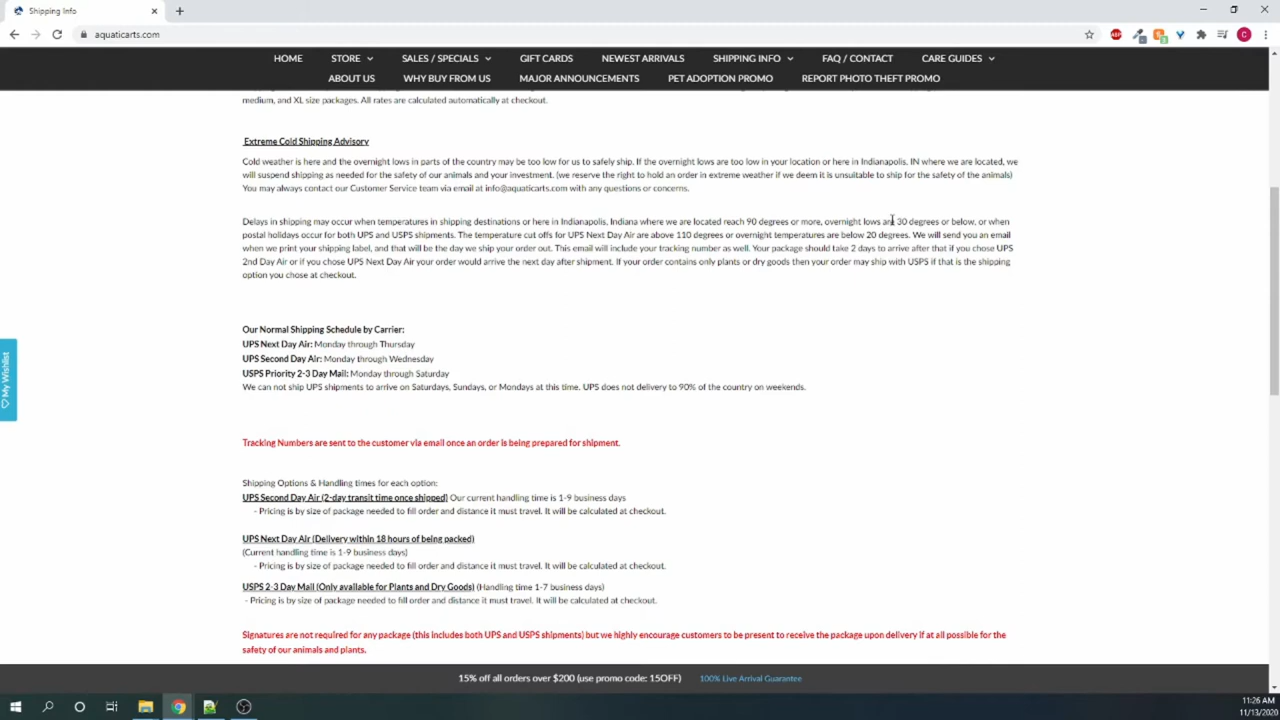 Shipping Info
aquaticarts.com
HOME STORE SALES / SPECIALS GIFT CARDS NEWEST ARRIVALS SHIPPING INFO FAQ / CONTACT CARE GUIDES
ABOUT US WHY BUY FROM US MAJOR ANNOUNCEMENTS PET ADOPTION PROMO REPORT PHOTO THEFT PROMO
medium, and XL size packages. All rates are calculated automatically at checkout.
Extreme Cold Shipping Advisory
Cold weather is here and the overnight lows in parts of the country may be too low for us to safely ship. If the overnight lows are too low in your location or here in Indianapolis, IN where we are located, we
will suspend shipping as needed for the safety of our animals and your investment. (we reserve the right to hold an order in extreme weather if we deem it is unsuitable to ship for the safety of the animals)
You may always contact our Customer Service team via email at info@aquaticarts.com with any questions or concerns.
Delays in shipping may occur when temperatures in shipping destinations or here in Indianapolis, Indiana where we are located reach 90 degrees or more, overnight lows are 30 degrees or below, or when
postal holidays occur for both UPS and USPS shipments. The temperature cut offs for UPS Next Day Air are above 110 degrees or overnight temperatures are below 20 degrees. We will send you an email
when we print your shipping label, and that will be the day we ship your order out. This email will include your tracking number as well. Your package should take 2 days to arrive after that if you chose UPS
2nd Day Air or if you chose UPS Next Day Air your order would arrive the next day after shipment. If your order contains only plants or dry goods then your order may ship with USPS if that is the shipping
option you chose at checkout.
Our Normal Shipping Schedule by Carrier:
UPS Next Day Air: Monday through Thursday
UPS Second Day Air: Monday through Wednesday
USPS Priority 2-3 Day Mail: Monday through Saturday
We can not ship UPS shipments to arrive on Saturdays, Sundays, or Mondays at this time. UPS does not delivery to 90% of the country on weekends.
Tracking Numbers are sent to the customer via email once an order is being prepared for shipment.
Shipping Options & Handling times for each option:
UPS Second Day Air (2-day transit time once shipped) Our current handling time is 1-9 business days
- Pricing is by size of package needed to fill order and distance it must travel. It will be calculated at checkout.
UPS Next Day Air (Delivery within 18 hours of being packed)
(Current handling time is 1-9 business days)
- Pricing is by size of package needed to fill order and distance it must travel. It will be calculated at checkout.
USPS 2-3 Day Mail (Only available for Plants and Dry Goods) (Handling time 1-7 business days)
- Pricing is by size of package needed to fill order and distance it must travel. It will be calculated at checkout.
Signatures are not required for any package (this includes both UPS and USPS shipments) but we highly encourage customers to be present to receive the package upon delivery if at all possible for the
safety of our animals and plants.
My Wishlist
15% off all orders over $200 (use promo code: 15OFF) 100% Live Arrival Guarantee
11:26 AM
11/13/2020